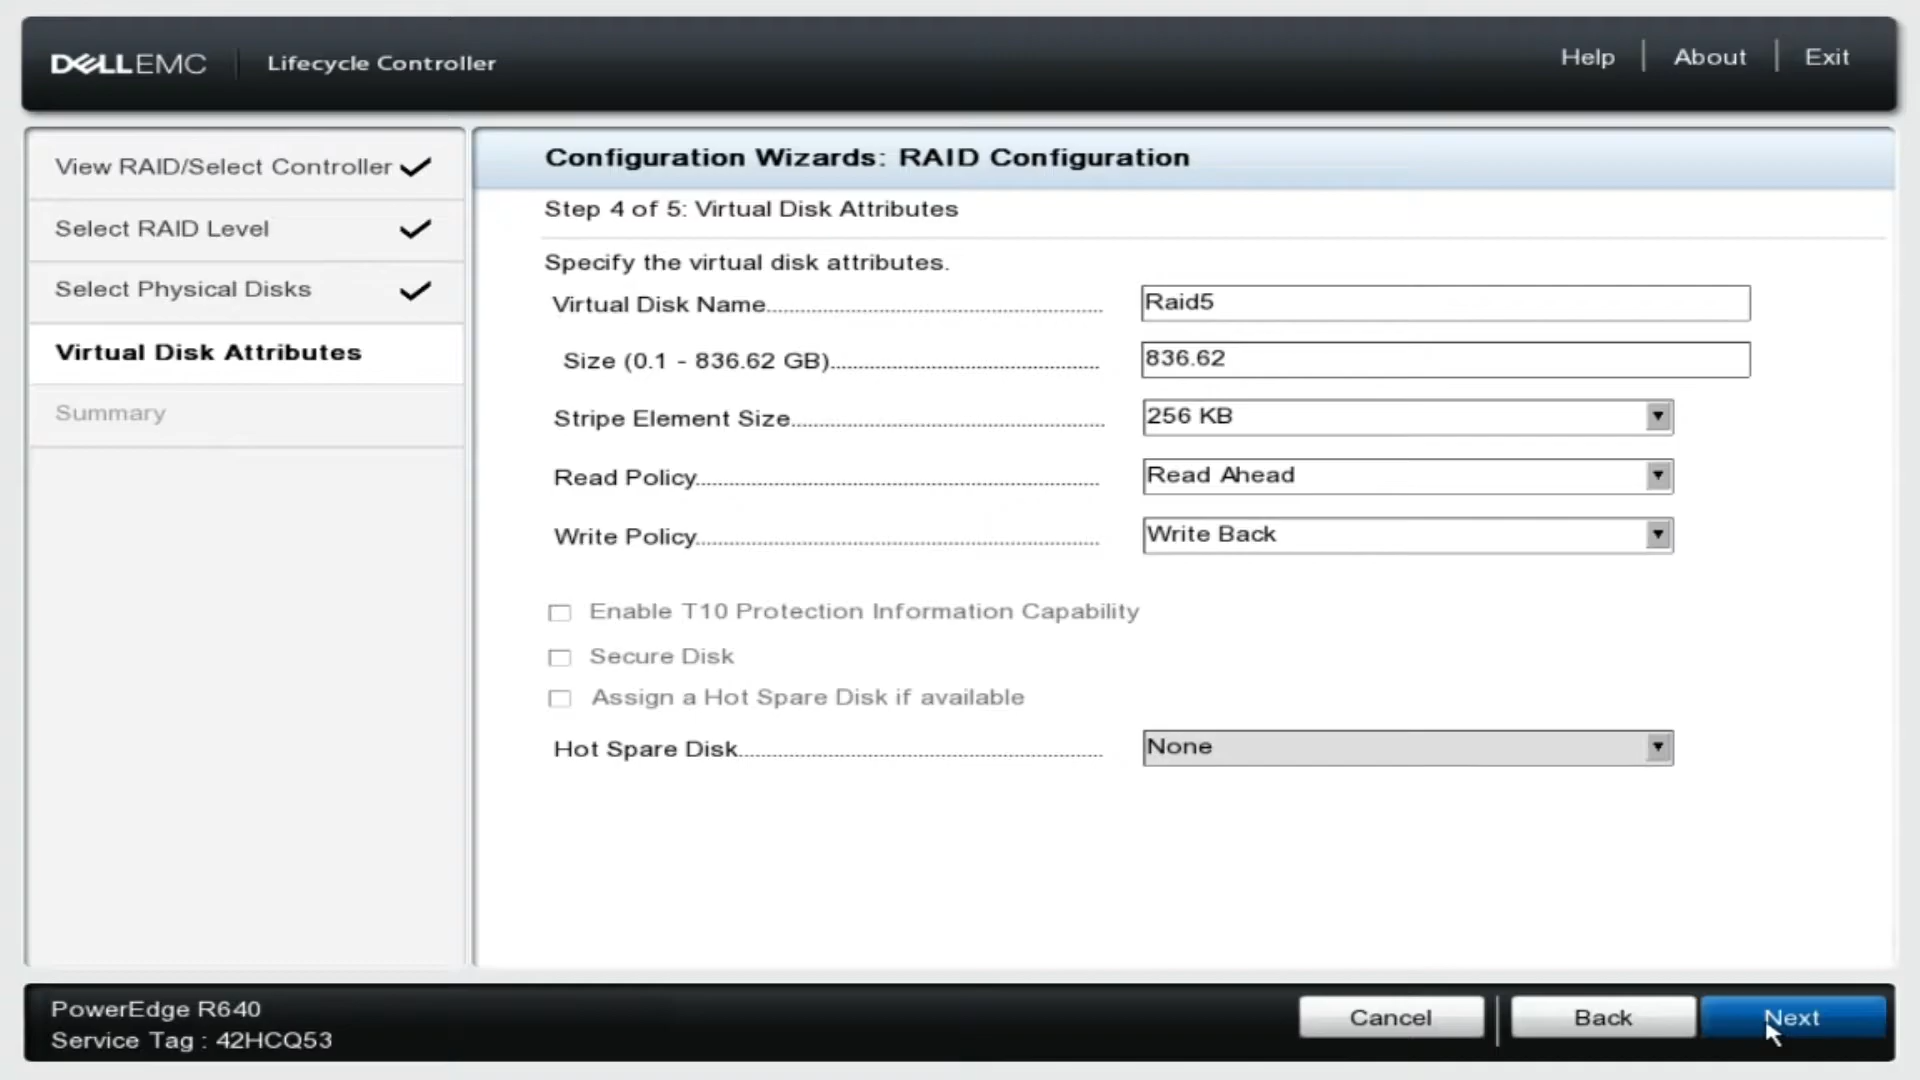 DELLEMC Lifecycle Controller
Help About Exit
View RAID/Select Controller
Select RAID Level
Select Physical Disks
Virtual Disk Attributes
Summary
Configuration Wizards: RAID Configuration
Step 4 of 5: Virtual Disk Attributes
Specify the virtual disk attributes.
Virtual Disk Name Raid5
Size (0.1 - 836.62 GB) 836.62
Stripe Element Size 256 KB
Read Policy Read Ahead
Write Policy Write Back
Enable T10 Protection Information Capability
Secure Disk
Assign a Hot Spare Disk if available
Hot Spare Disk None
PowerEdge R640
Service Tag : 42HCQ53
Cancel Back Next